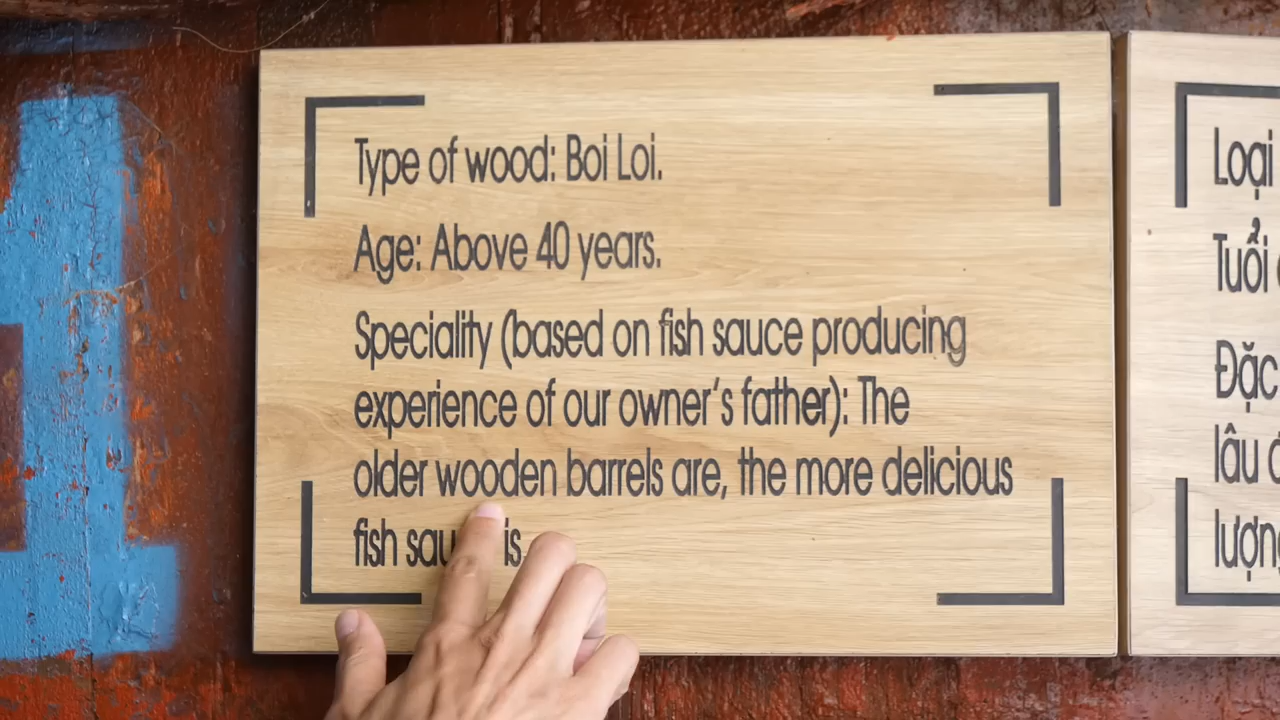 Type of wood: Boi Loi.
Age: Above 40 years.
Speciality (based on fish sauce producing
experience of our owner's father): The
older wooden barrels are, the more delicious
fish is
Loại
Tuổi
Đặc
lâu
lượng